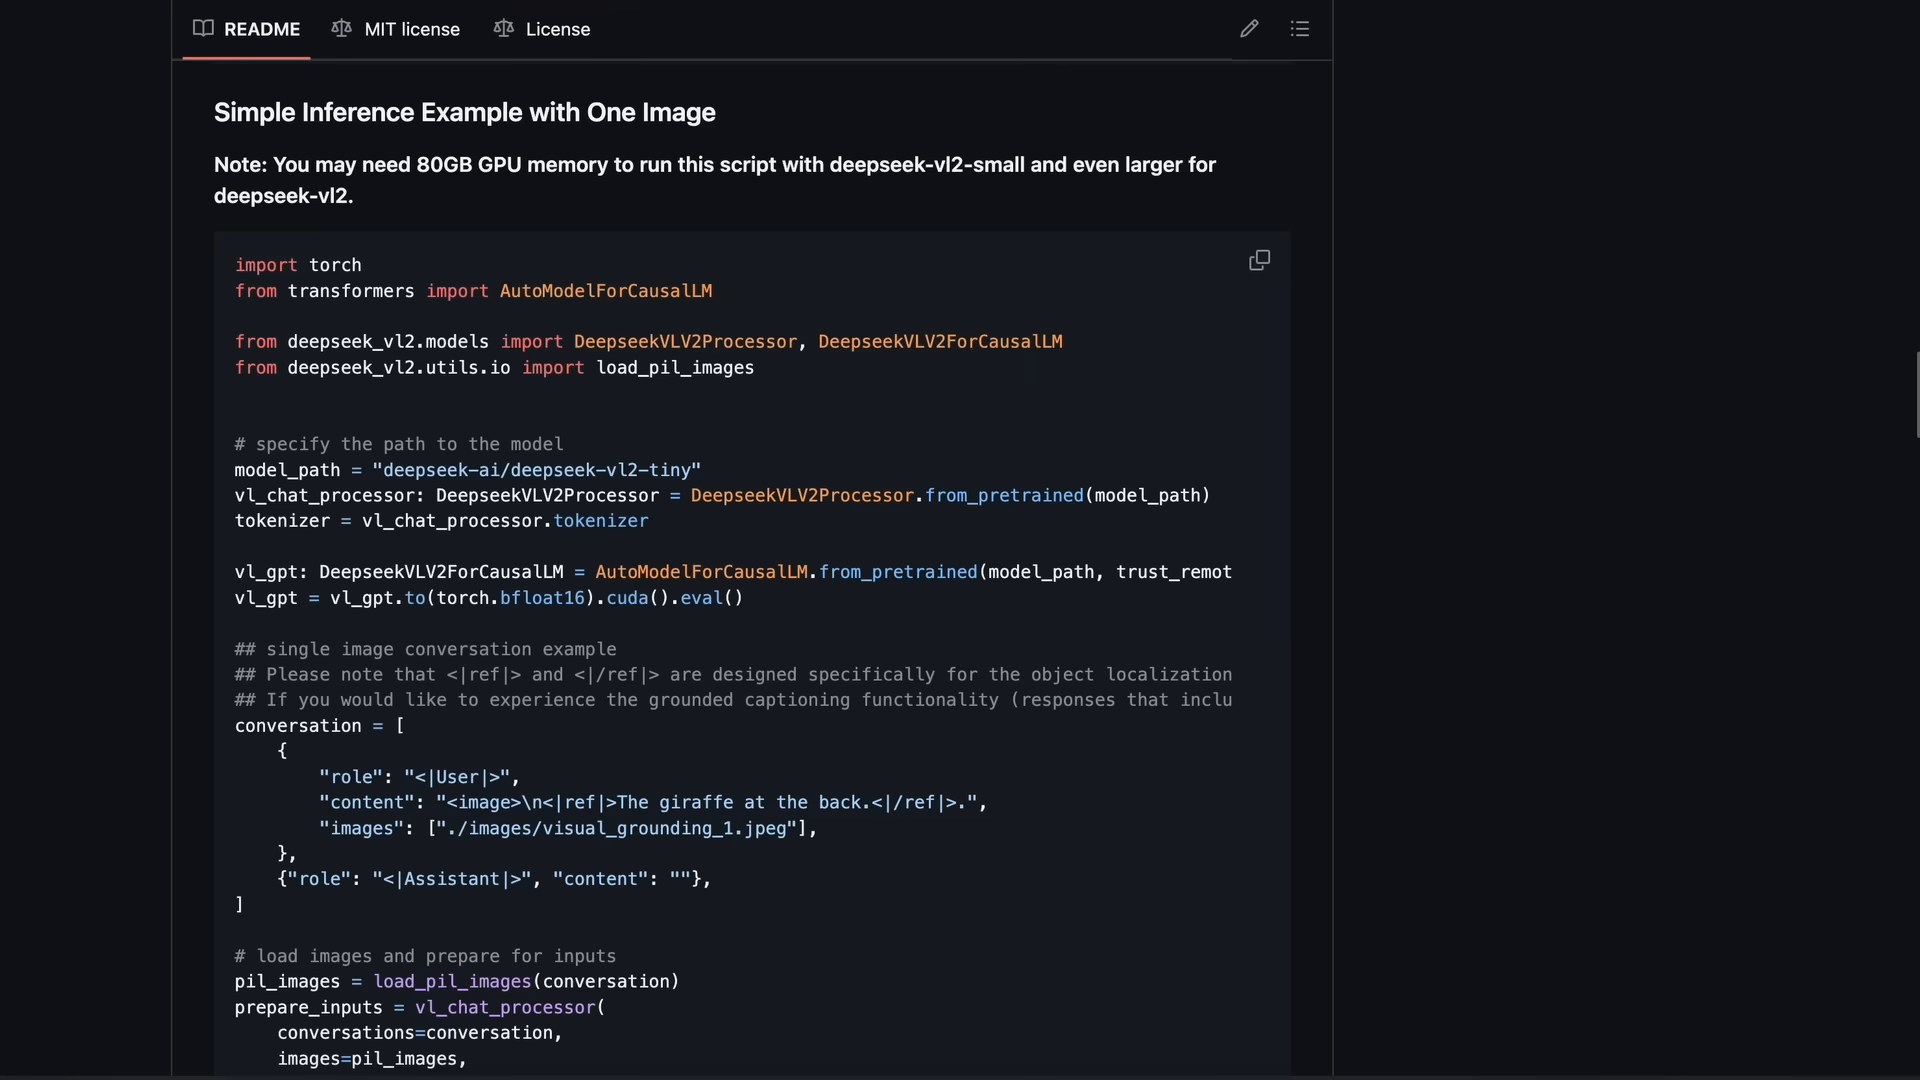 README MIT license License
Simple Inference Example with One Image
Note: You may need 80GB GPU memory to run this script with deepseek-vl2-small and even larger for
deepseek-vl2.
import torch
from transformers import AutoModelForCausalLM

from deepseek_vl2.models import DeepseekVLV2Processor, DeepseekVLV2ForCausalLM
from deepseek_vl2.utils.io import load_pil_images


# specify the path to the model
model_path = "deepseek-ai/deepseek-vl2-tiny"
vl_chat_processor: DeepseekVLV2Processor = DeepseekVLV2Processor.from_pretrained(model_path)
tokenizer = vl_chat_processor.tokenizer

vl_gpt: DeepseekVLV2ForCausalLM = AutoModelForCausalLM.from_pretrained(model_path, trust_remot
vl_gpt = vl_gpt.to(torch.bfloat16).cuda().eval()

## single image conversation example
## Please note that <|ref|> and <|/ref|> are designed specifically for the object localization
## If you would like to experience the grounded captioning functionality (responses that inclu
conversation = [
    {
        "role": "<|User|>",
        "content": "<image>\n<|ref|>The giraffe at the back.<|/ref|>.",
        "images": ["./images/visual_grounding_1.jpeg"],
    },
    {"role": "<|Assistant|>", "content": ""},
]

# load images and prepare for inputs
pil_images = load_pil_images(conversation)
prepare_inputs = vl_chat_processor(
    conversations=conversation,
    images=pil_images,